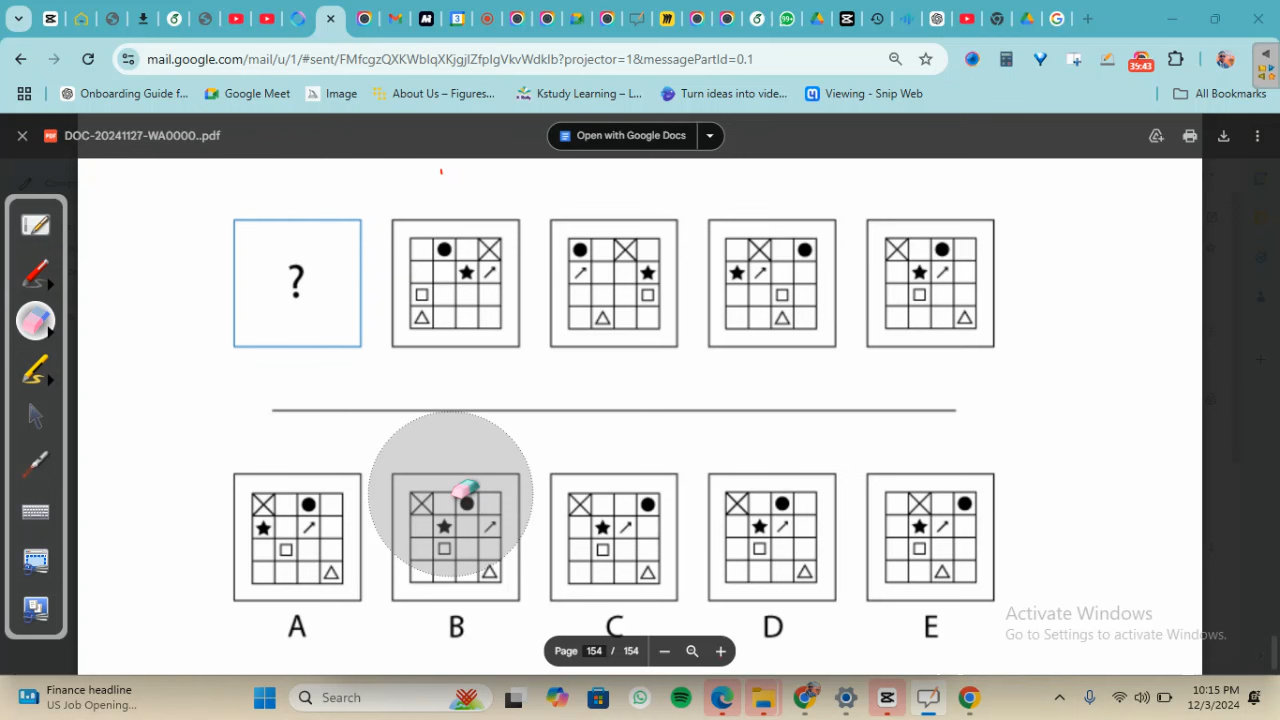 mail.google.com/mail/u/1/#sent/FMfcgzQXKWblqXKjgjlZfpIgVkvWdkIb?projector=1&messagePartId=0.1
35:43
Onboarding Guide f... Google Meet Image About Us – Figures... Kstudy Learning – L... Turn ideas into vide... Viewing - Snip Web All Bookmarks
DOC-20241127-WA0000..pdf
Open with Google Docs
?
A B C D E
Activate Windows
Go to Settings to activate Windows.
Page 154 / 154
Finance headline
US Job Opening...
Search
10:15 PM
12/3/2024